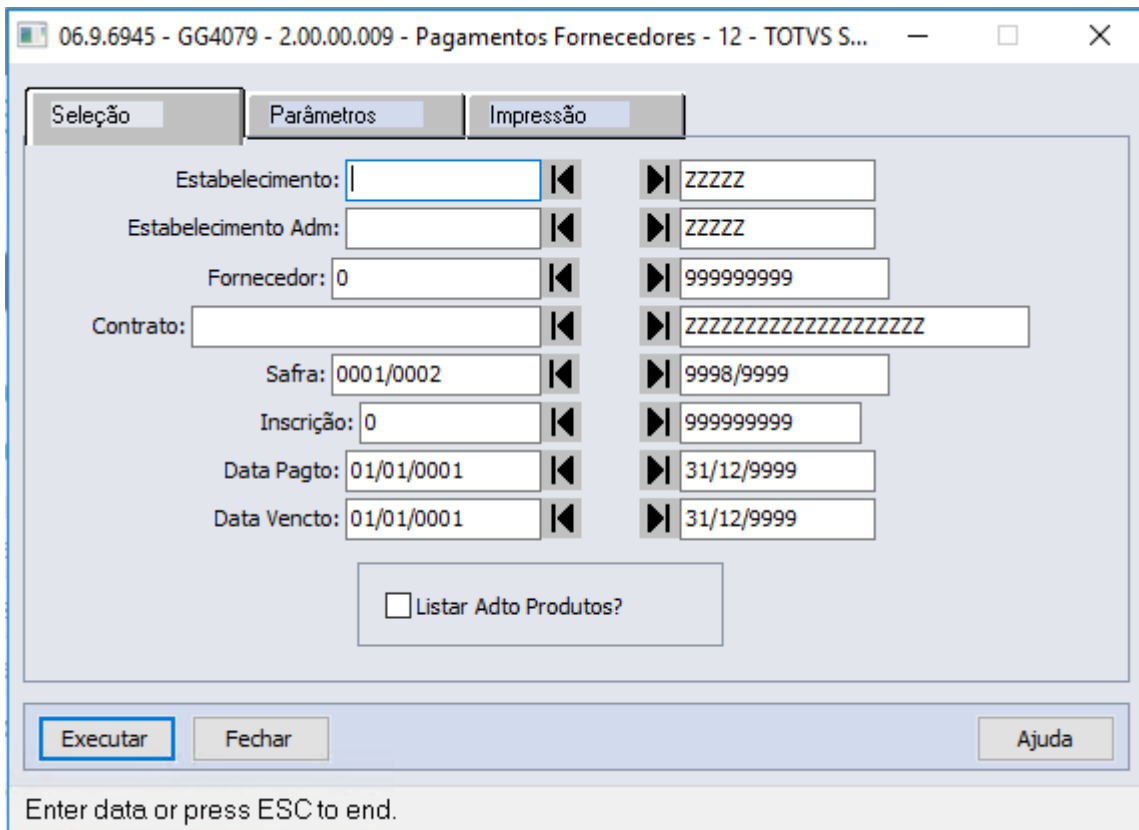 06.9.6945 - GG4079 - 2.00.00.009 - Pagamentos Fornecedores - 12 - TOTVS S...
Seleção Parâmetros Impressão
Estabelecimento: ZZZZZ
Estabelecimento Adm: ZZZZZ
Fornecedor: 0 999999999
Contrato: ZZZZZZZZZZZZZZZZZZZZ
Safra: 0001/0002 9998/9999
Inscrição: 0 999999999
Data Pagto: 01/01/0001 31/12/9999
Data Vencto: 01/01/0001 31/12/9999
Listar Adto Produtos?
Executar Fechar Ajuda
Enter data or press ESC to end.